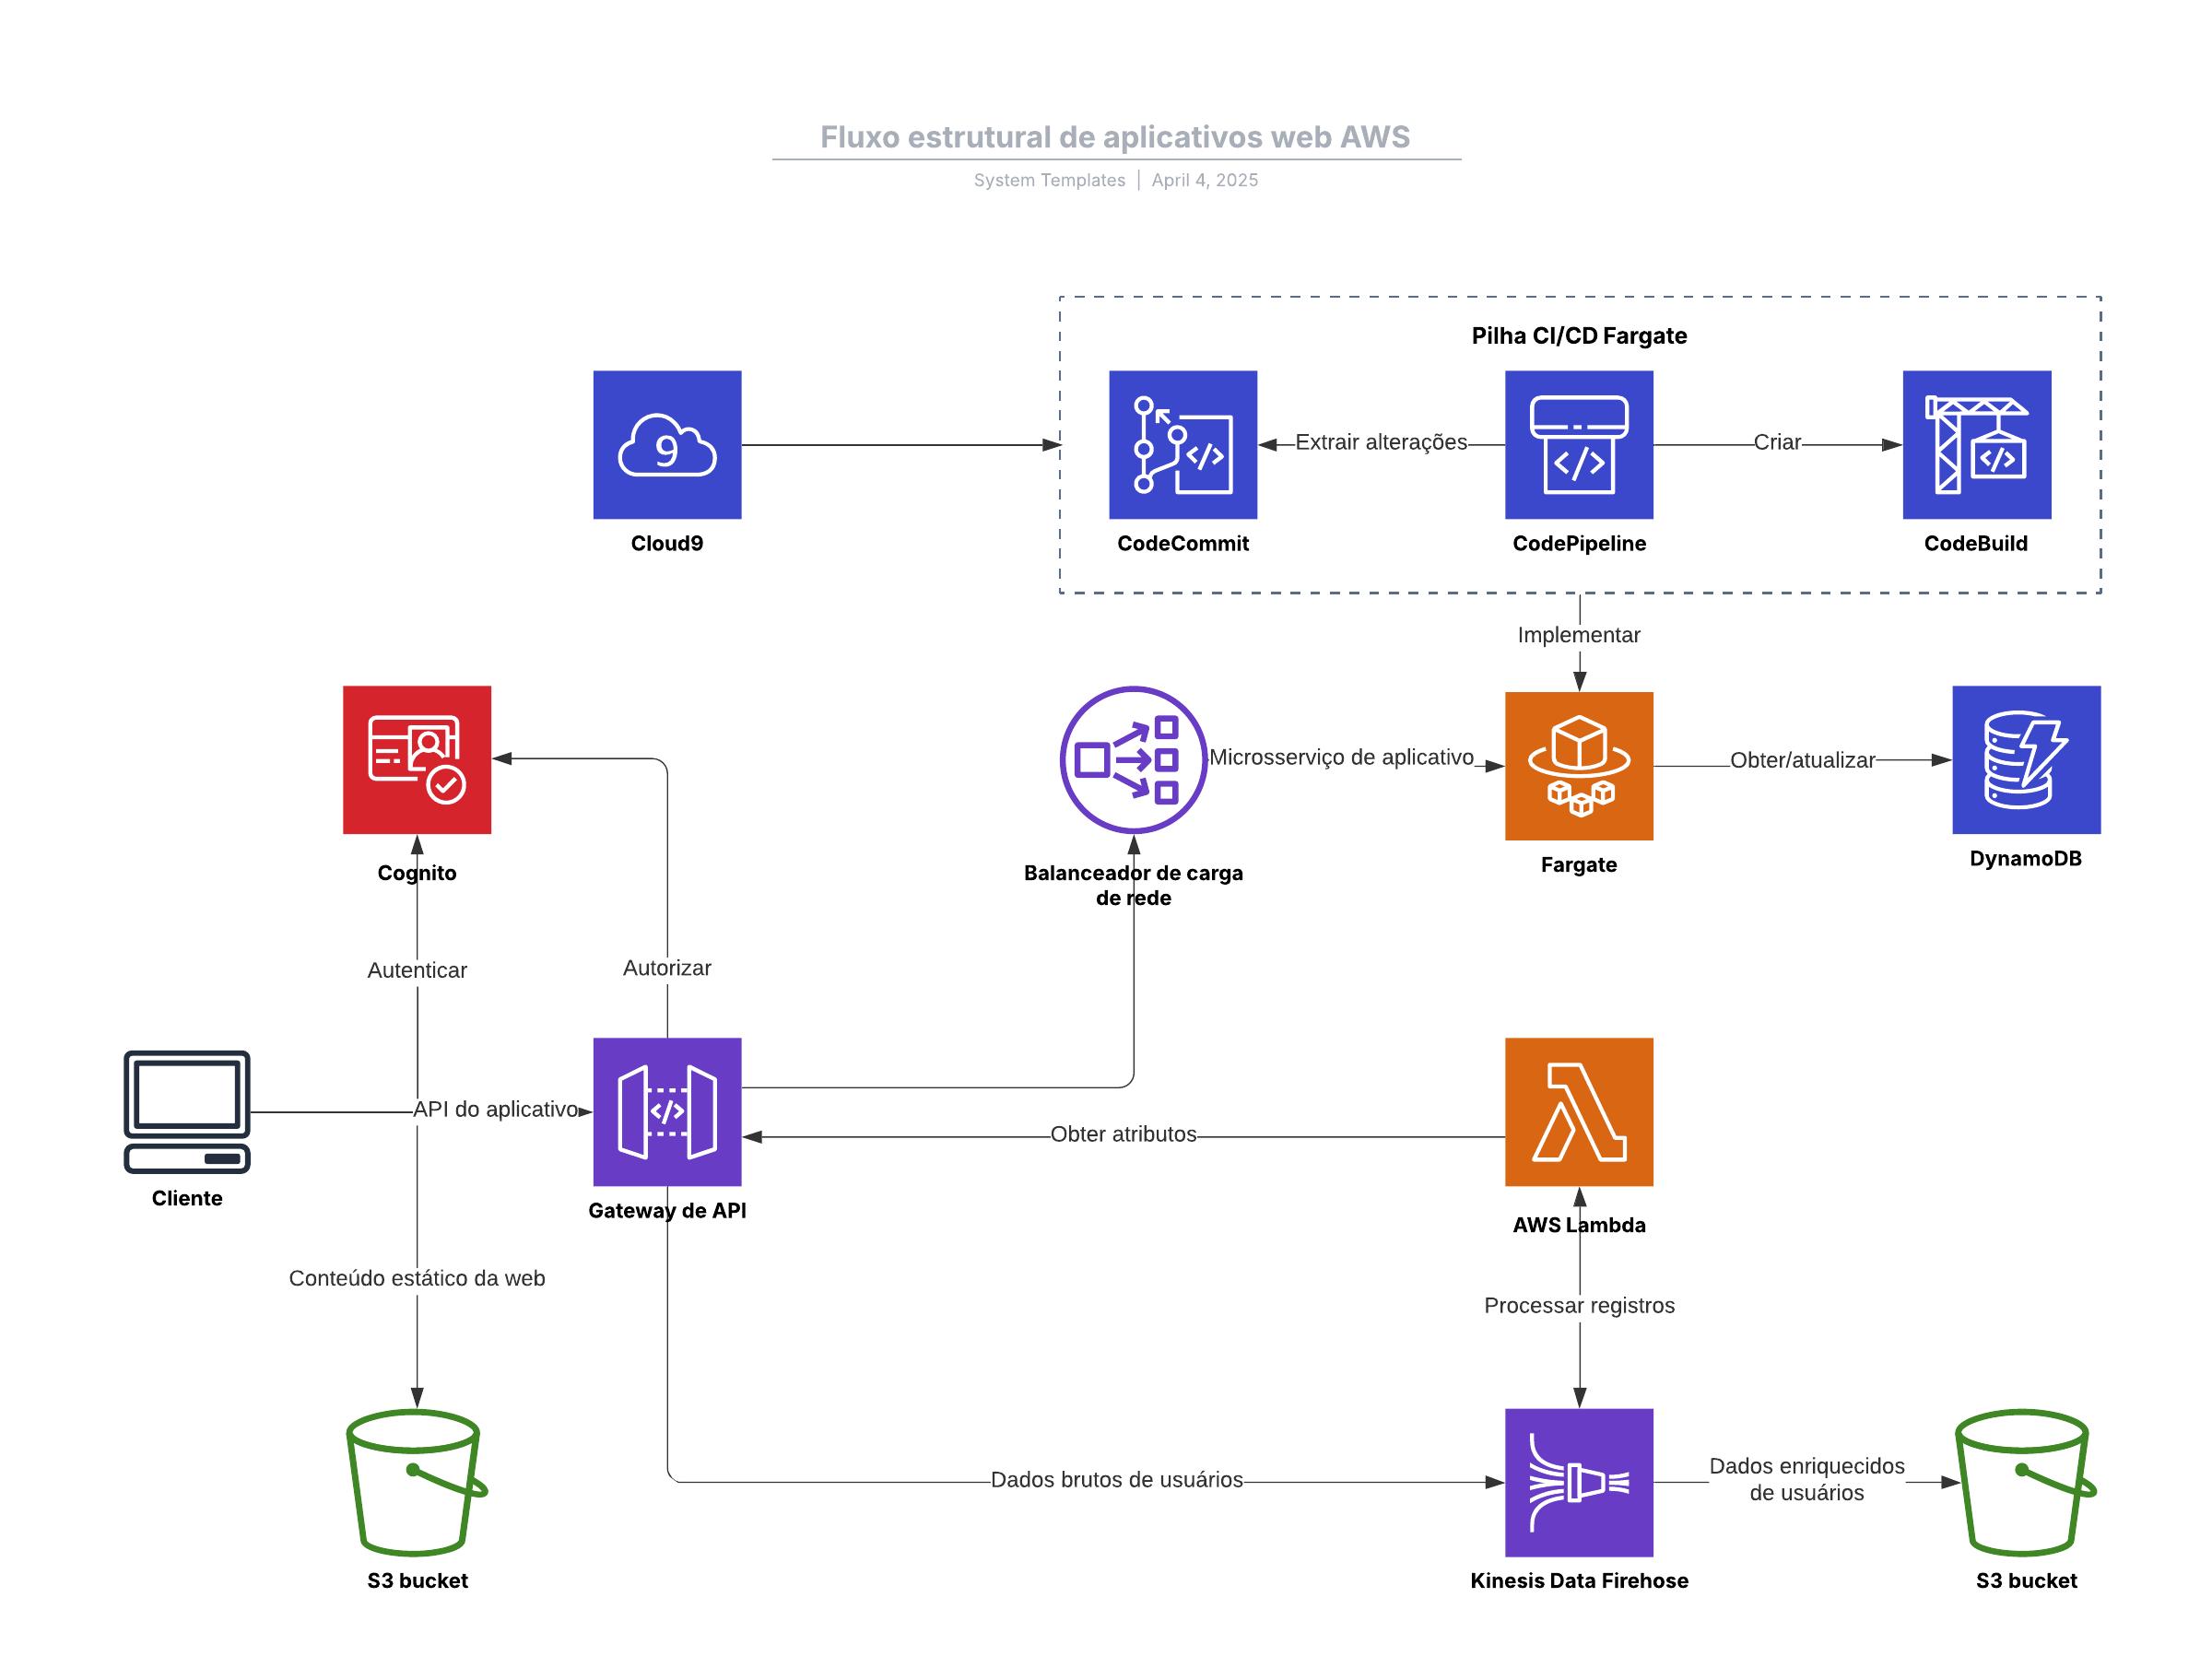 Fluxo estrutural de aplicativos web AWS
System Templates | April 4, 2025
Pilha CI/CD Fargate
9
Extrair alterações
Criar
Cloud9
CodeCommit
CodePipeline
CodeBuild
Implementar
Microsserviço de aplicativo
Obter/atualizar
Cognito
Balanceador de carga
de rede
Fargate
DynamoDB
Autenticar
Autorizar
API do aplicativo
Obter atributos
Cliente
Gateway de API
AWS Lambda
Conteúdo estático da web
Processar registros
Dados brutos de usuários
Dados enriquecidos
de usuários
S3 bucket
Kinesis Data Firehose
S3 bucket